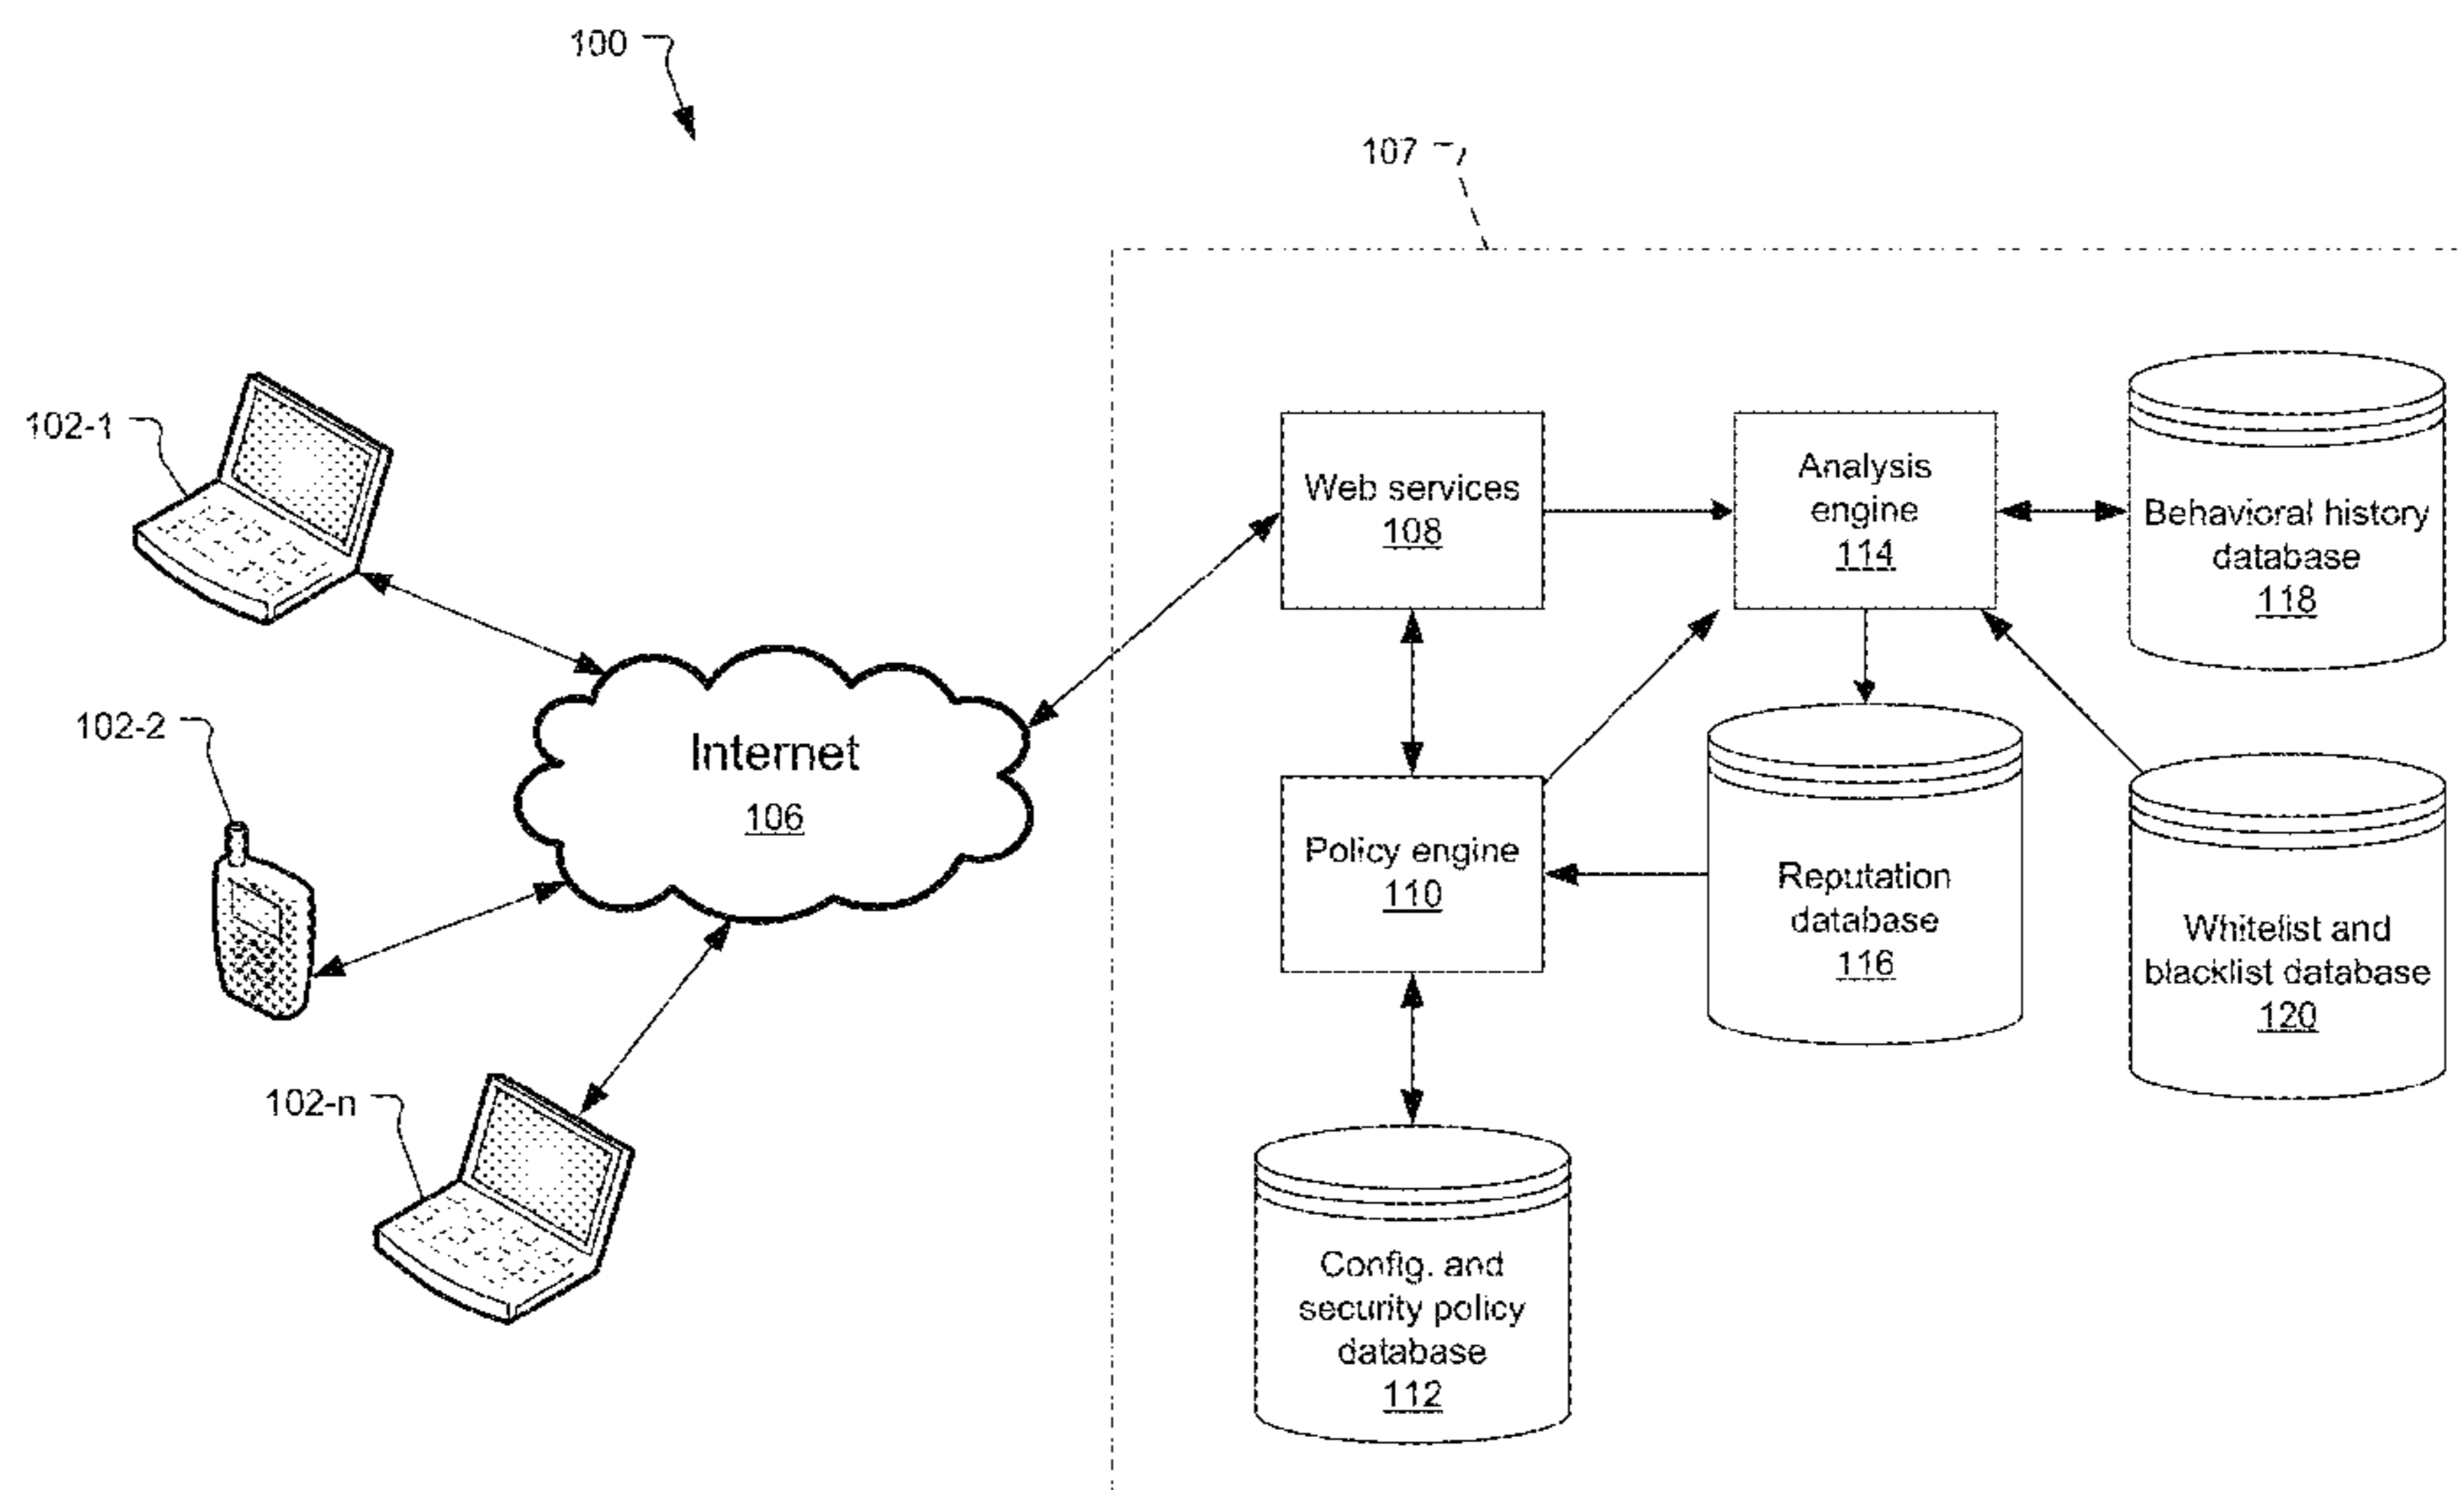 100
107
102-1
102-2
102-n
Internet
106
Web services
108
Analysis
engine
114
Behavioral history
database
118
Policy engine
110
Reputation
database
116
Whitelist and
blacklist database
120
Config. and
security policy
database
112